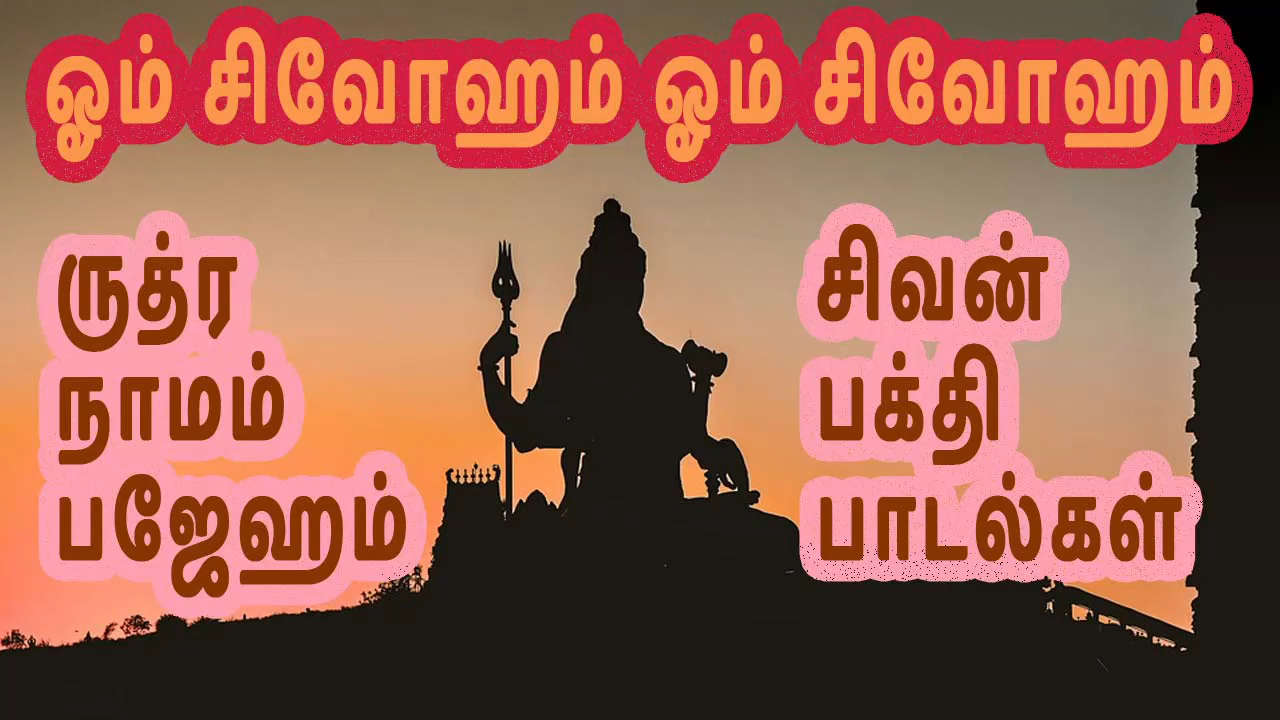 ஓம் சிவோஹம் ஓம் சிவோஹம்
ருத்ர
நாமம்
பஜேஹம்
சிவன்
பக்தி
பாடல்கள்